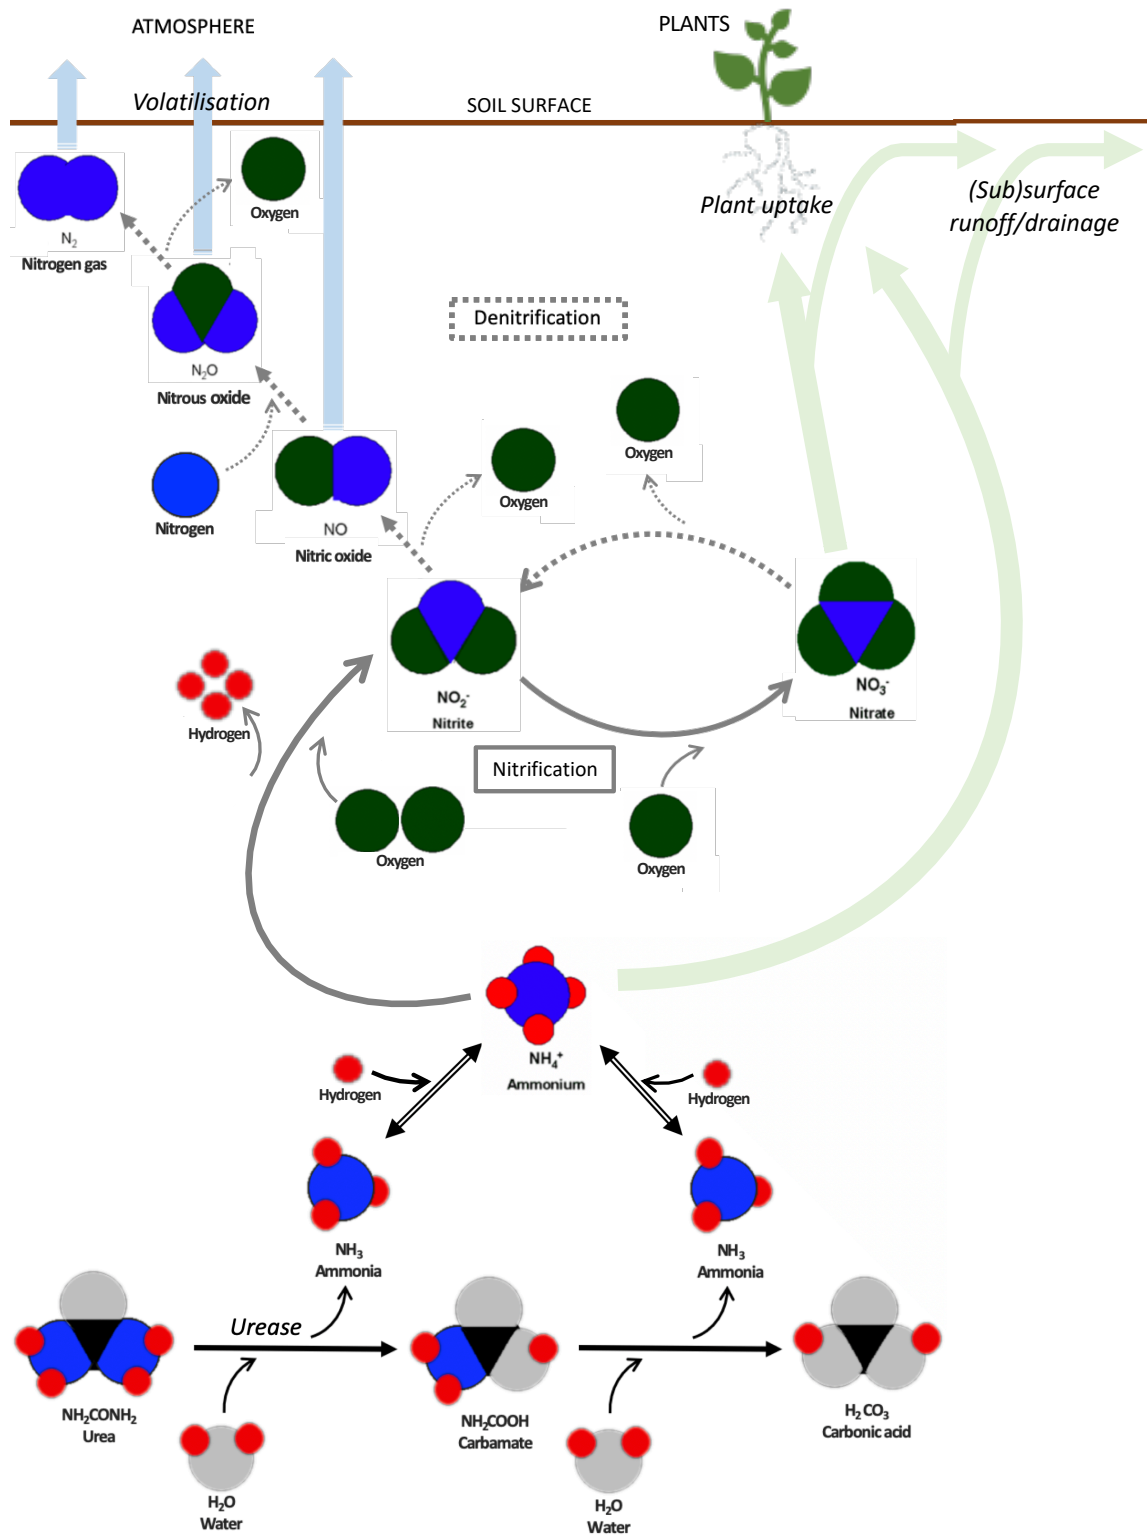 ATMOSPHERE
PLANTS
Volatilisation
SOIL SURFACE
Oxygen
Plant uptake
(Sub)surface
runoff/drainage
N₂
Nitrogen gas
Denitrification
N₂O
Nitrous oxide
Oxygen
Oxygen
Nitrogen
NO
Nitric oxide
NO₂⁻
Nitrite
NO₃⁻
Nitrate
Hydrogen
Nitrification
Oxygen
Oxygen
NH₄⁺
Ammonium
Hydrogen
Hydrogen
NH₃
Ammonia
NH₃
Ammonia
Urease
NH₂CONH₂
Urea
NH₂COOH
Carbamate
H₂CO₃
Carbonic acid
H₂O
Water
H₂O
Water